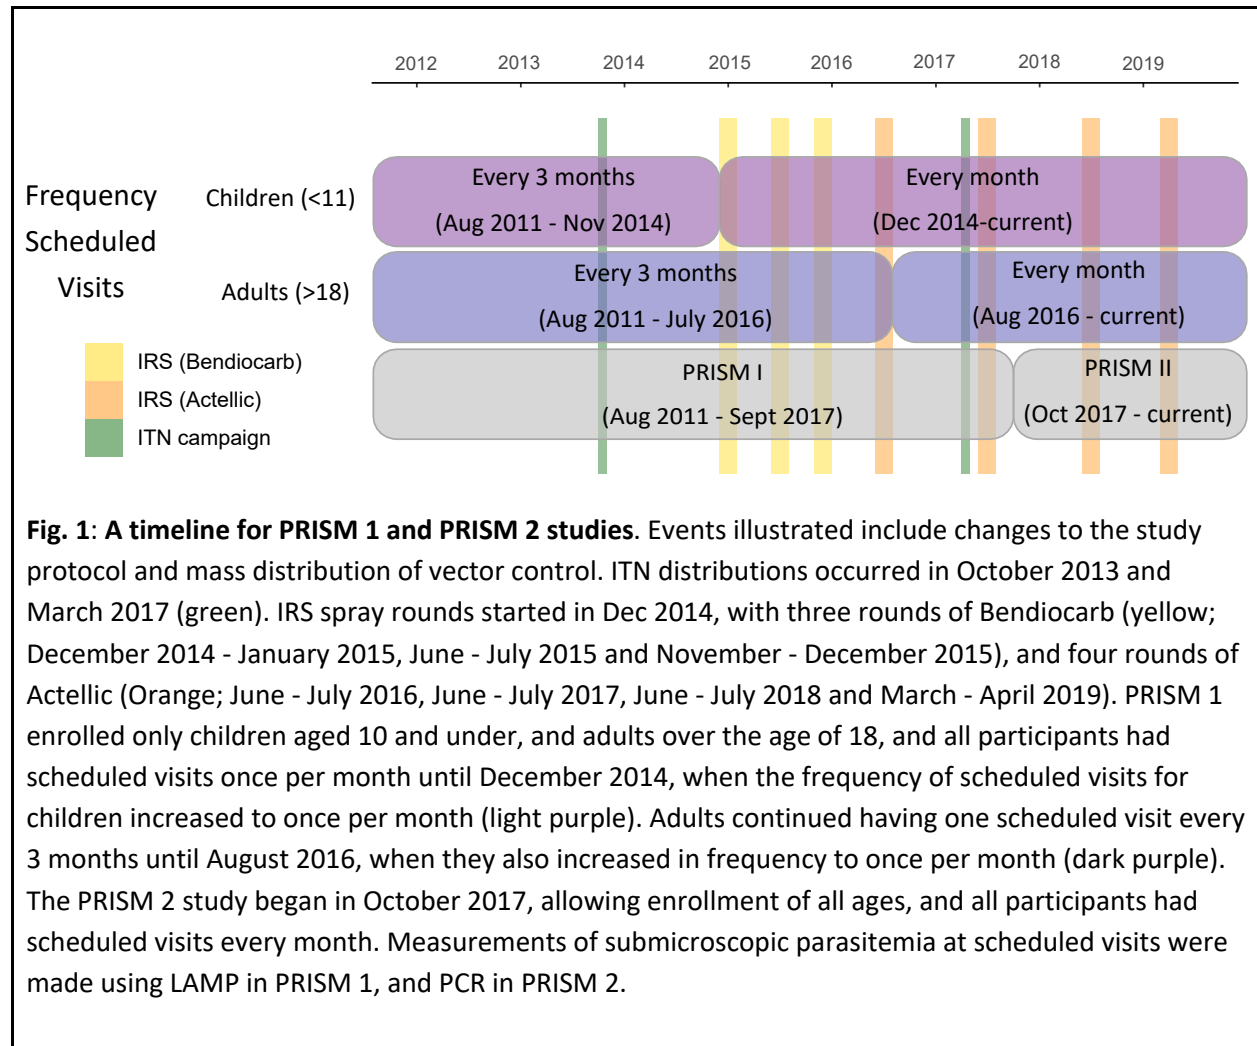 2012 2013 2014 2015 2016 2017 2018 2019
Frequency
Scheduled
Visits
Children (<11)
Every 3 months
(Aug 2011 - Nov 2014)
Every month
(Dec 2014-current)
Adults (>18)
Every 3 months
(Aug 2011 - July 2016)
Every month
(Aug 2016 - current)
IRS (Bendiocarb)
IRS (Actellic)
ITN campaign
PRISM I
(Aug 2011 - Sept 2017)
PRISM II
(Oct 2017 - current)
Fig. 1: A timeline for PRISM 1 and PRISM 2 studies. Events illustrated include changes to the study
protocol and mass distribution of vector control. ITN distributions occurred in October 2013 and
March 2017 (green). IRS spray rounds started in Dec 2014, with three rounds of Bendiocarb (yellow;
December 2014 - January 2015, June - July 2015 and November - December 2015), and four rounds of
Actellic (Orange; June - July 2016, June - July 2017, June - July 2018 and March - April 2019). PRISM 1
enrolled only children aged 10 and under, and adults over the age of 18, and all participants had
scheduled visits once per month until December 2014, when the frequency of scheduled visits for
children increased to once per month (light purple). Adults continued having one scheduled visit every
3 months until August 2016, when they also increased in frequency to once per month (dark purple).
The PRISM 2 study began in October 2017, allowing enrollment of all ages, and all participants had
scheduled visits every month. Measurements of submicroscopic parasitemia at scheduled visits were
made using LAMP in PRISM 1, and PCR in PRISM 2.